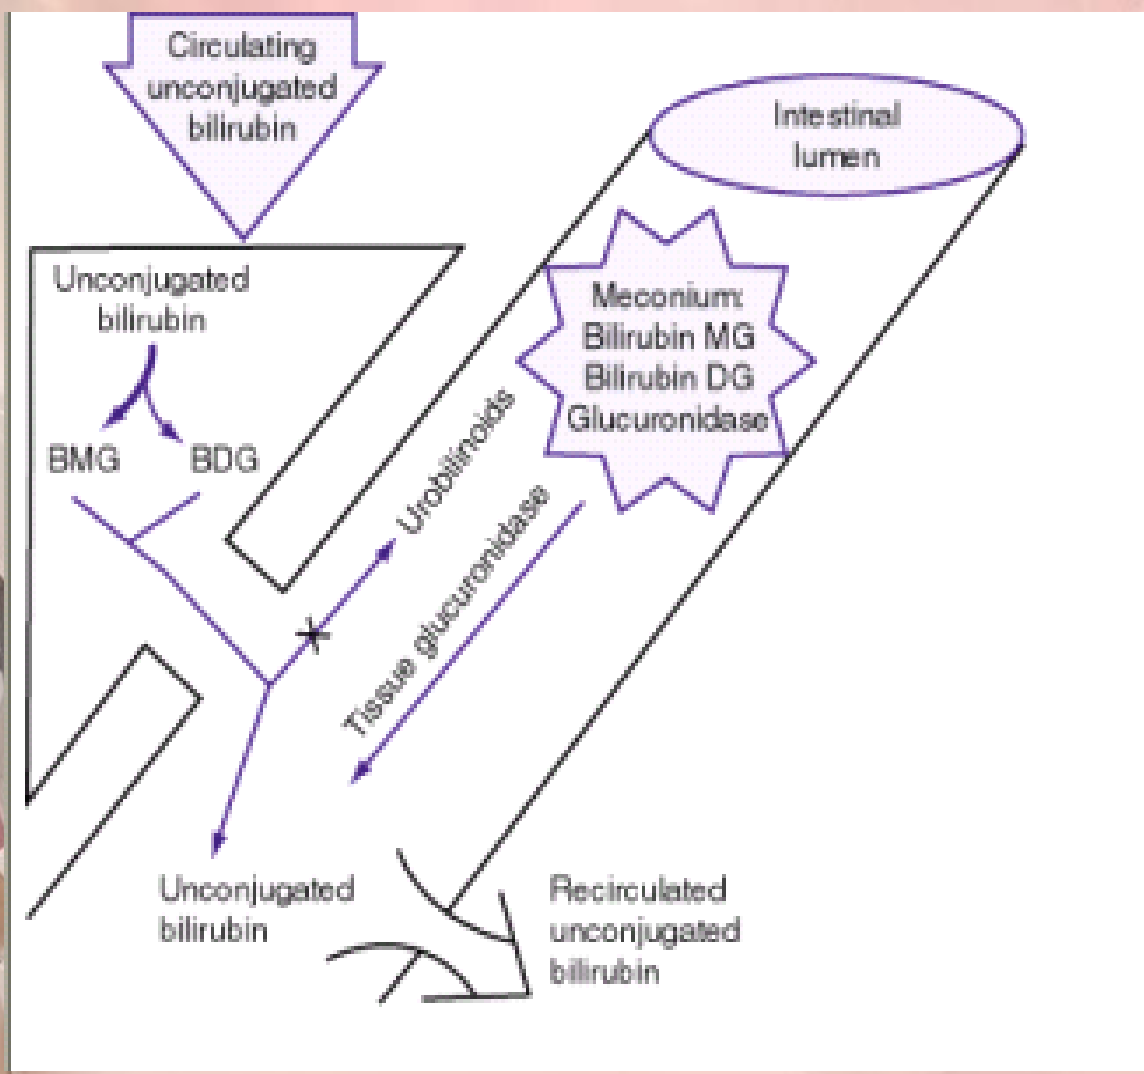 Circulating
unconjugated
bilirubin
Intestinal
lumen
Unconjugated
bilirubin
Meconium:
Bilirubin MG
Bilirubin DG
Glucuronidase
BMG
BDG
Urobilinoids
Tissue glucuronidase
Unconjugated
bilirubin
Recirculated
unconjugated
bilirubin